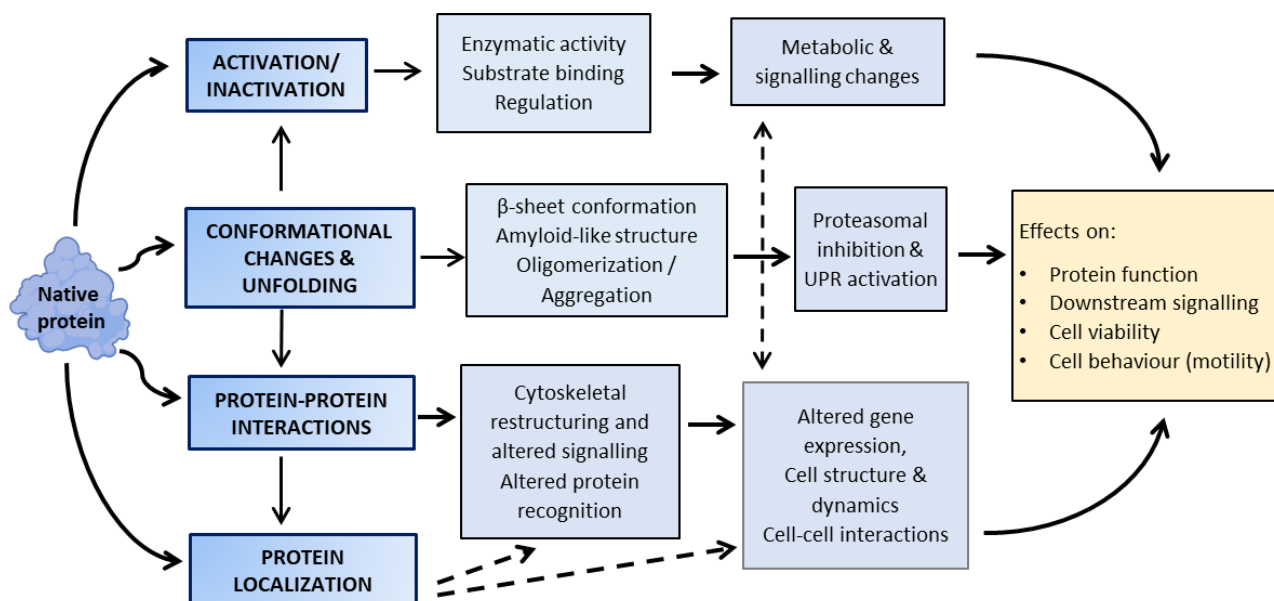 Native
protein
ACTIVATION/
INACTIVATION
Enzymatic activity
Substrate binding
Regulation
Metabolic &
signalling changes
CONFORMATIONAL
CHANGES &
UNFOLDING
β-sheet conformation
Amyloid-like structure
Oligomerization /
Aggregation
Proteasomal
inhibition &
UPR activation
PROTEIN-PROTEIN
INTERACTIONS
Cytoskeletal
restructuring and
altered signalling
Altered protein
recognition
Altered gene
expression,
Cell structure &
dynamics
Cell-cell interactions
PROTEIN
LOCALIZATION
Effects on:
• Protein function
• Downstream signalling
• Cell viability
• Cell behaviour (motility)